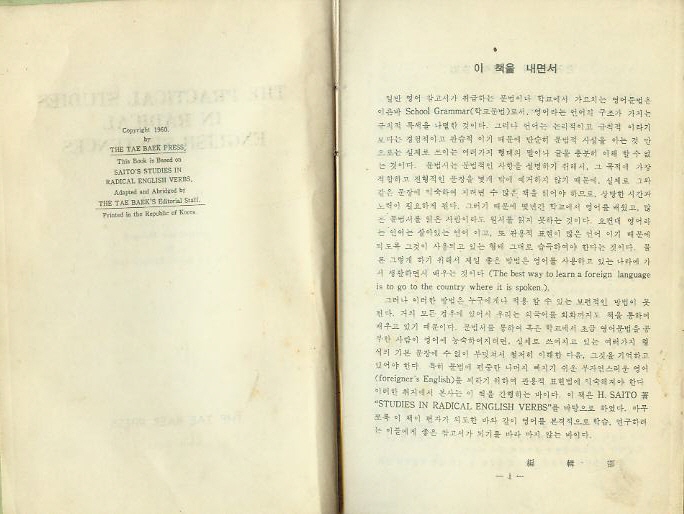 Copyright 1960.
by
THE TAE BAEK PRESS,
This Book is Based on
SAITO'S STUDIES IN
RADICAL ENGLISH VERBS,
Adapted and Abridged by
THE TAE BAEK'S Editorial Staff.
Printed in the Republic of Korea.
이 책을 내면서
일반 영어 참고서가 취급하는 문법이나 학교에서 가르치는 영어문법은
이른바 School Grammar(학교문법)로서, 영어라는 언어의 구조가 가지는
규칙적 특색을 나열한 것이다. 그러나 언어는 논리적이고 규칙적 이라기
보다는 경험적이고 관습적 이기 때문에 단순히 문법적 사실을 아는 것 만
으로는 실제로 쓰이는 여러가지 형태의 말이나 글을 충분히 이해 할 수 없
는 것이다. 문법서는 문법적인 사항을 설명하기 위해서, 그 목적에 가장
적합하고 전형적인 문장을 몇개 밖에 예거하지 않기 때문에, 실제로 그와
같은 문장에 익숙하여 지려면 수 많은 책을 읽어야 하므로, 상당한 시간과
노력이 필요하게 된다. 그러기 때문에 몇년간 학교에서 영어를 배웠고, 많
은 문법서를 읽은 사람이라도 원서를 읽지 못하는 것이다. 요컨대 영어라
는 언어는 살아있는 언어 이고, 또 관용적 표현이 많은 언어 이기 때문에
되도록 그것이 사용되고 있는 형태 그대로 습득하여야 한다는 것이다. 물
론 그렇게 하기 위해서 제일 좋은 방법은 영어를 사용하고 있는 나라에 가
서 생활하면서 배우는 것이다 (The best way to learn a foreign language
is to go to the country where it is spoken.).
그러나 이러한 방법은 누구에게나 적용 할 수 있는 보편적인 방법이 못
된다. 거의 모든 경우에 있어서 우리는 외국어를 회화까지도 책을 통하여
배우고 있기 때문이다. 문법서를 통하여 혹은 학교에서 초급 영어문법을 공
부한 사람이 영어에 능숙하여지려면, 실제로 쓰여지고 있는 여러가지 형
식의 기본 문장에 수없이 부딪쳐서 철저히 이해한 다음, 그것을 기억하고
있어야 한다. 특히 문법에 편중한 나머지 빠지기 쉬운 부자연스러운 영어
(foreigner's English)를 피하기 위하여 관용적 표현법에 익숙해져야 한다
이러한 취지에서 본사는 이 책을 간행하는 바이다. 이 책은 H. SAITO 著
"STUDIES IN RADICAL ENGLISH VERBS"를 바탕으로 하였다. 아무
쪼록 이 책이 편자가 의도한 바와 같이 영어를 본격적으로 학습, 연구하려
는 이들에게 좋은 참고서가 되기를 바라 마지 않는 바이다.
編 輯 部